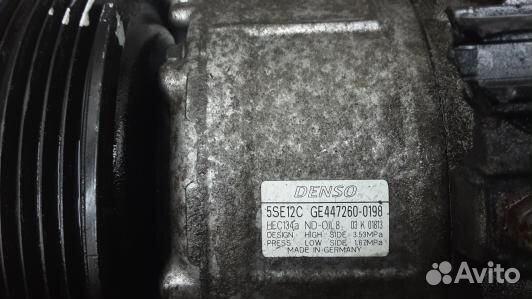 DENSO
5SE12C GE447260-0198
HFC134a ND-OIL8 03 K 01813
DESIGN HIGH SIDE 3.53MPa
PRESS LOW SIDE 1.67MPa
MADE IN GERMANY
Avito